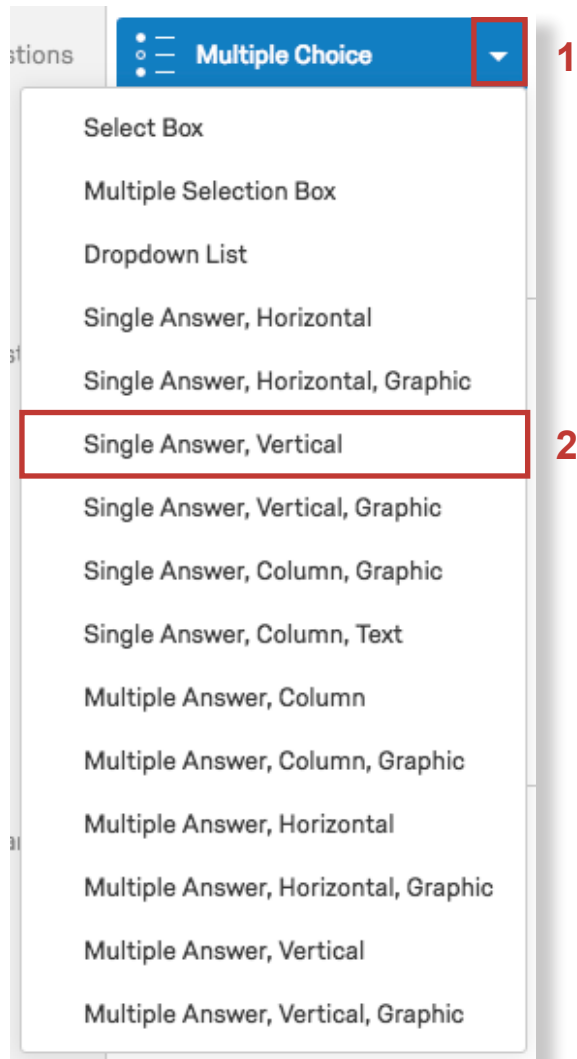 stions
Multiple Choice
1
Select Box
Multiple Selection Box
Dropdown List
Single Answer, Horizontal
st
Single Answer, Horizontal, Graphic
Single Answer, Vertical
2
Single Answer, Vertical, Graphic
Single Answer, Column, Graphic
Single Answer, Column, Text
Multiple Answer, Column
Multiple Answer, Column, Graphic
Multiple Answer, Horizontal
Multiple Answer, Horizontal, Graphic
Multiple Answer, Vertical
Multiple Answer, Vertical, Graphic